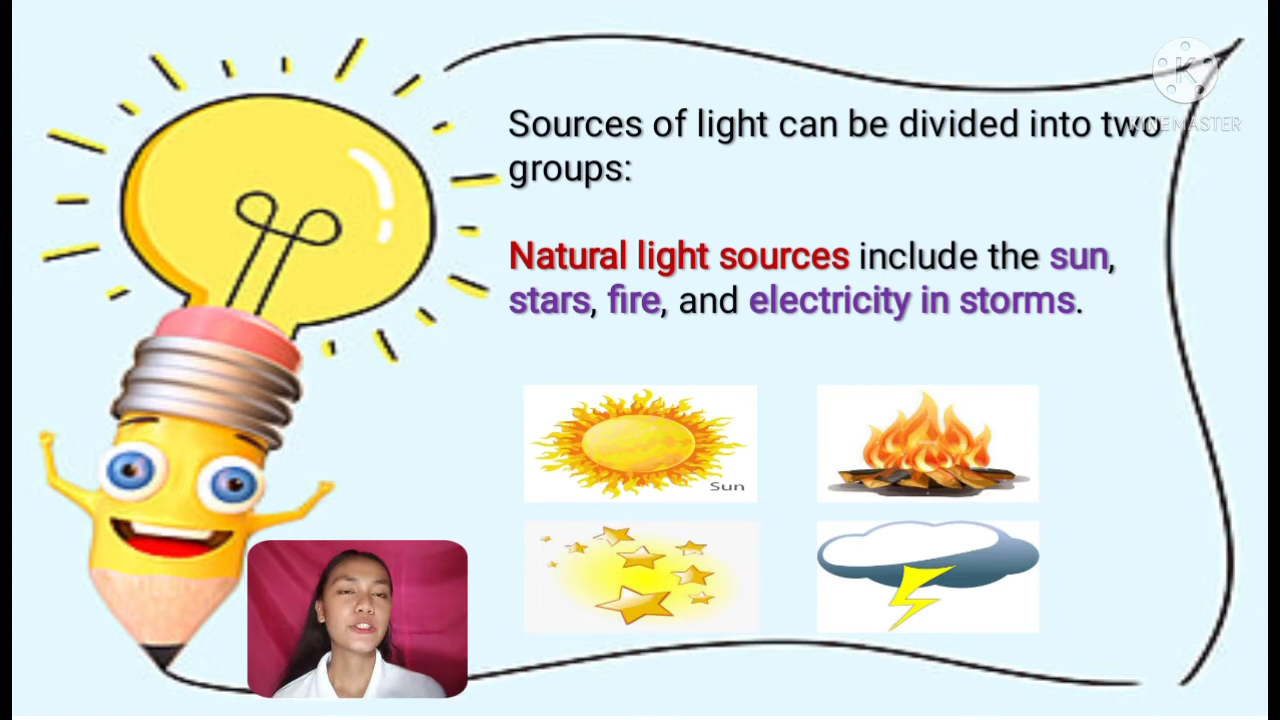 Sources of light can be divided into two
groups:
Natural light sources include the sun,
stars, fire, and electricity in storms.
Sun
K
KINEMASTER